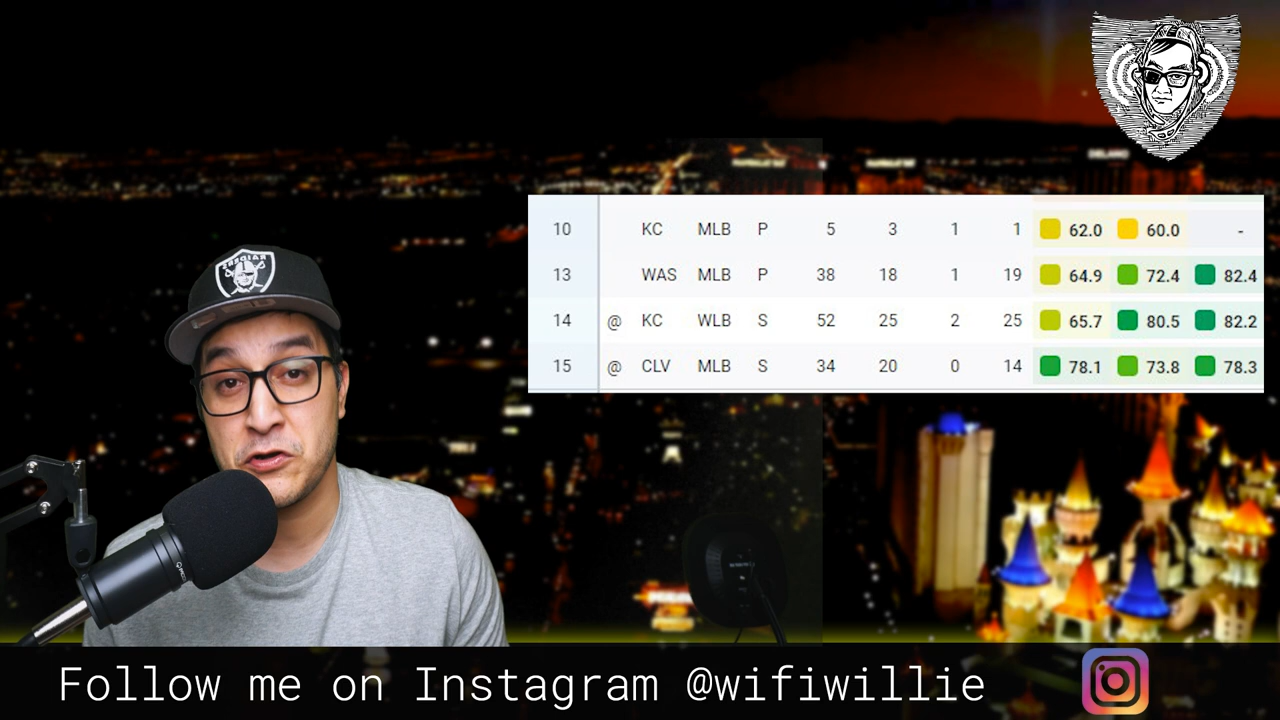 RAIDERS
10 KC MLB P 5 3 1 1 62.0 60.0 -
13 WAS MLB P 38 18 1 19 64.9 72.4 82.4
14 @ KC WLB S 52 25 2 25 65.7 80.5 82.2
15 @ CLV MLB S 34 20 0 14 78.1 73.8 78.3
Follow me on Instagram @wifiwillie